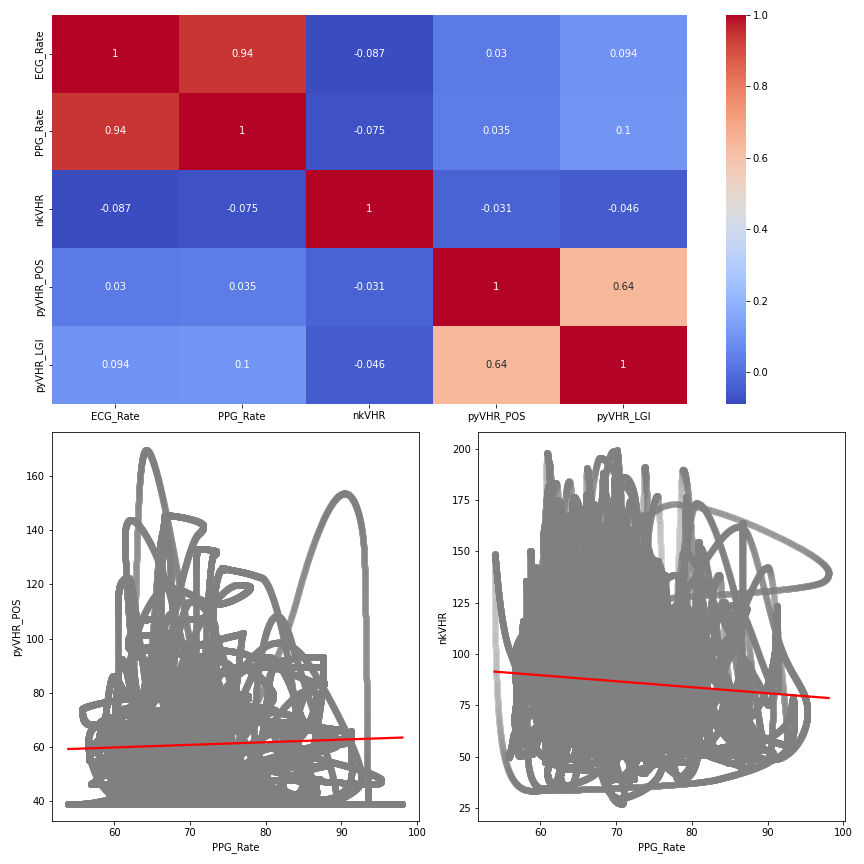 ECG_Rate 1 0.94 -0.087 0.03 0.094
PPG_Rate 0.94 1 -0.075 0.035 0.1
nkVHR -0.087 -0.075 1 -0.031 -0.046
pyVHR_POS 0.03 0.035 -0.031 1 0.64
pyVHR_LGI 0.094 0.1 -0.046 0.64 1
ECG_Rate PPG_Rate nkVHR pyVHR_POS pyVHR_LGI
1.0
0.8
0.6
0.4
0.2
0.0
pyVHR_POS
160
140
120
100
80
60
40
60 70 80 90 100
PPG_Rate
nkVHR
200
175
150
125
100
75
50
25
60 70 80 90 100
PPG_Rate